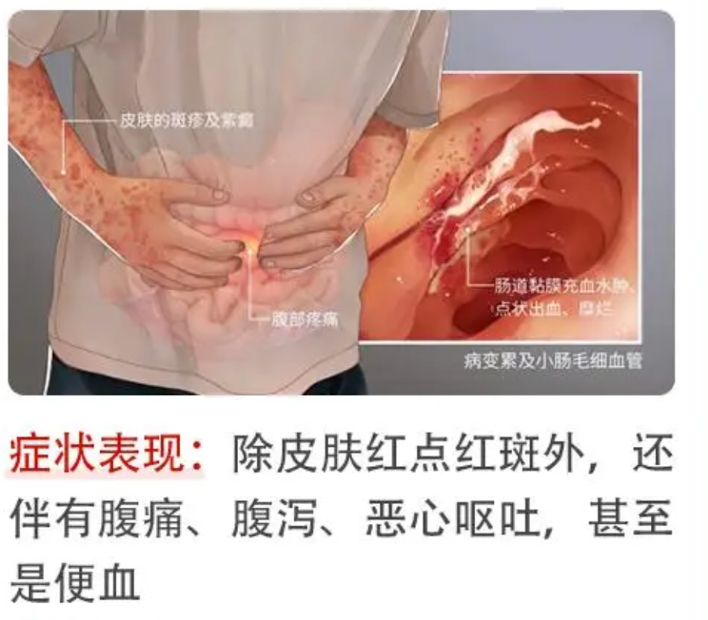 皮肤的斑疹及紫癜
腹部疼痛
肠道黏膜充血水肿、
点状出血、糜烂
病变累及小肠毛细血管
症状表现：除皮肤红点红斑外，还
伴有腹痛、腹泻、恶心呕吐，甚至
是便血